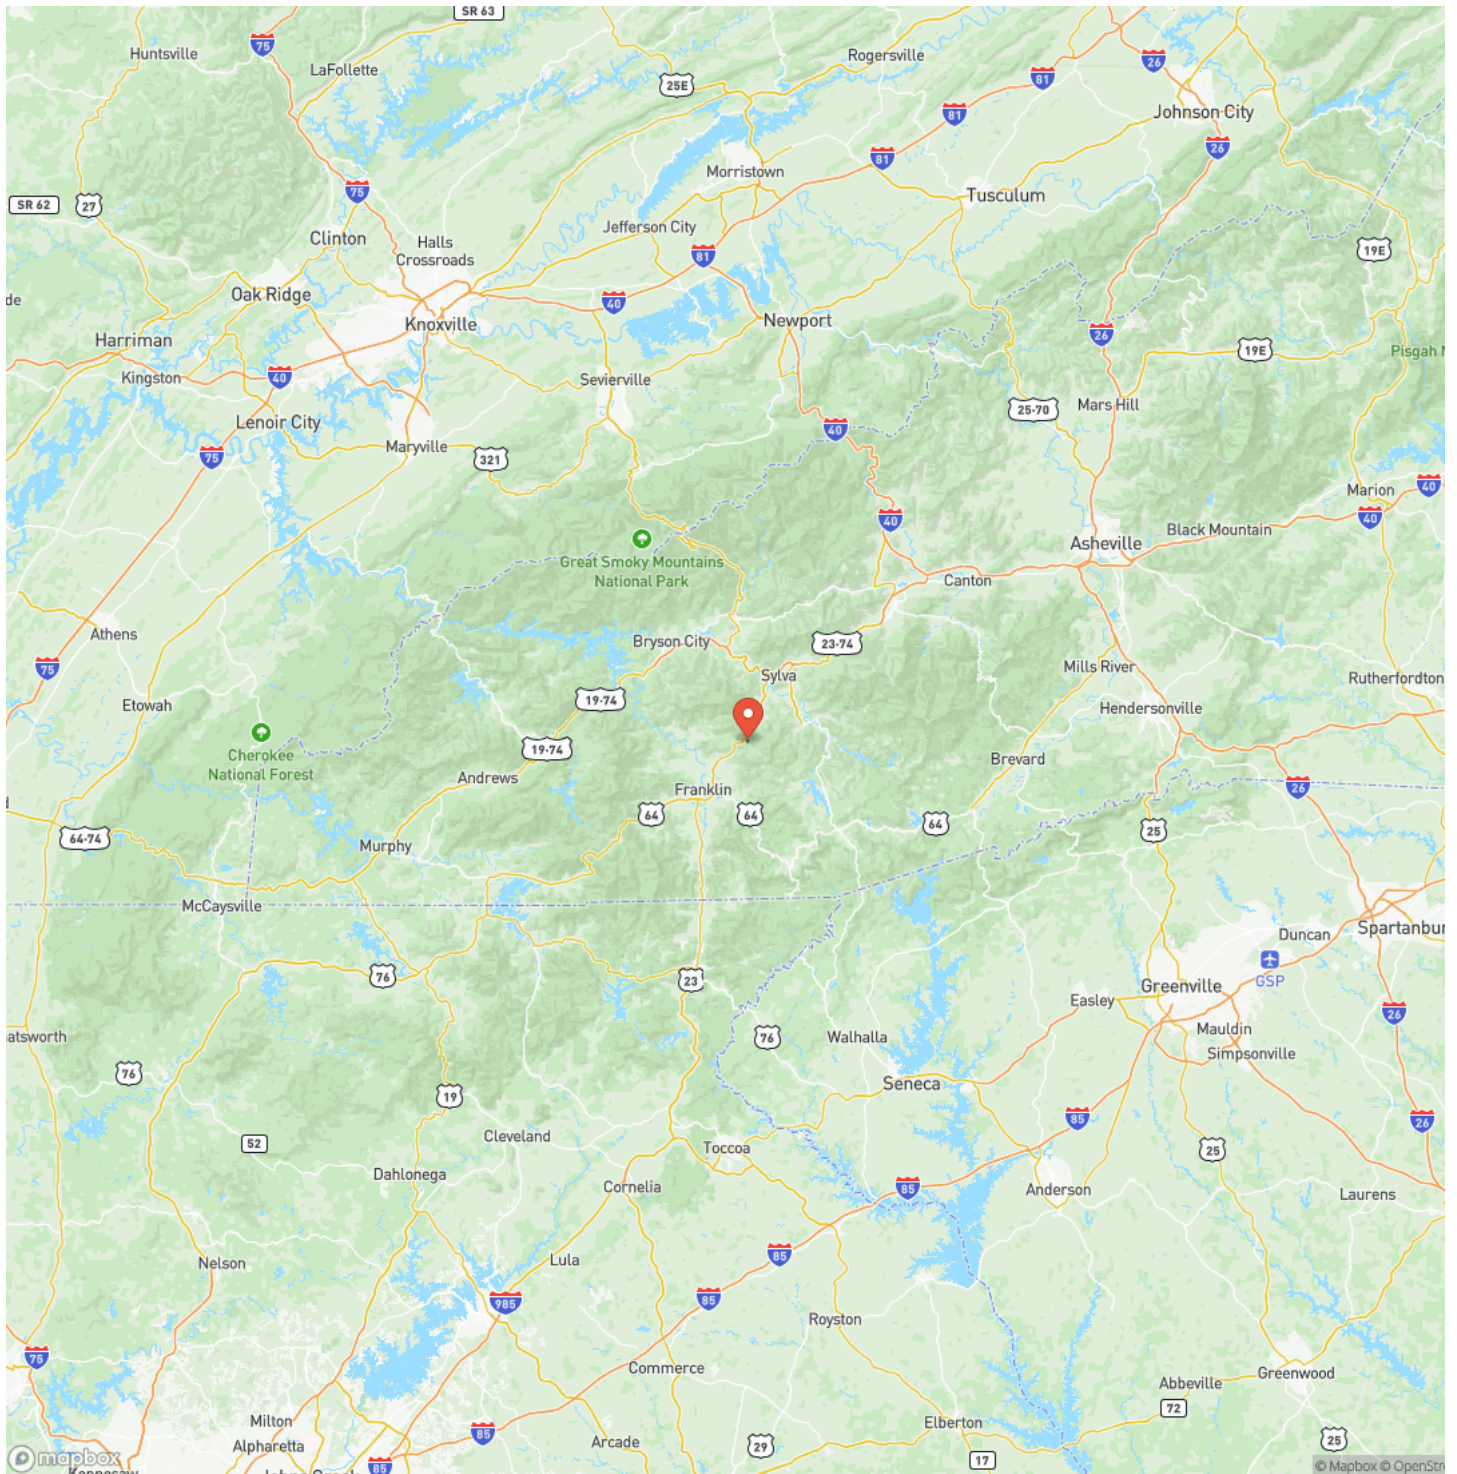 SR 63
75
Huntsville
LaFollette
Rogersville
26
81
25E
81
Johnson City
26
81
Morristown
75
Tusculum
SR 62
27
Jefferson City
Clinton
Halls
Crossroads
81
19E
Oak Ridge
40
de
Knoxville
Newport
26
Harriman
19E
Pisgah N
Kingston
40
Sevierville
25-70
Mars Hill
Lenoir City
40
Maryville
75
321
40
Marion
40
40
Black Mountain
Asheville
Great Smoky Mountains
National Park
Canton
Athens
Bryson City
23-74
75
Sylva
Mills River
Rutherfordton
Etowah
19-74
Hendersonville
Cherokee
National Forest
19-74
Andrews
Brevard
Franklin
26
64
64
64
25
64-74
Murphy
McCaysville
Spartanbur
Duncan
76
23
GSP
Greenville
Easley
26
atsworth
76
Walhalla
Mauldin
Simpsonville
76
Seneca
19
85
26
Cleveland
52
Toccoa
25
Dahlonega
Cornelia
85
Anderson
Laurens
85
Nelson
Lula
985
85
Royston
75
Commerce
Greenwood
Abbeville
72
Milton
Elberton
85
Arcade
29
25
Alpharetta
17
mapbox
85
© Mapbox © OpenStre